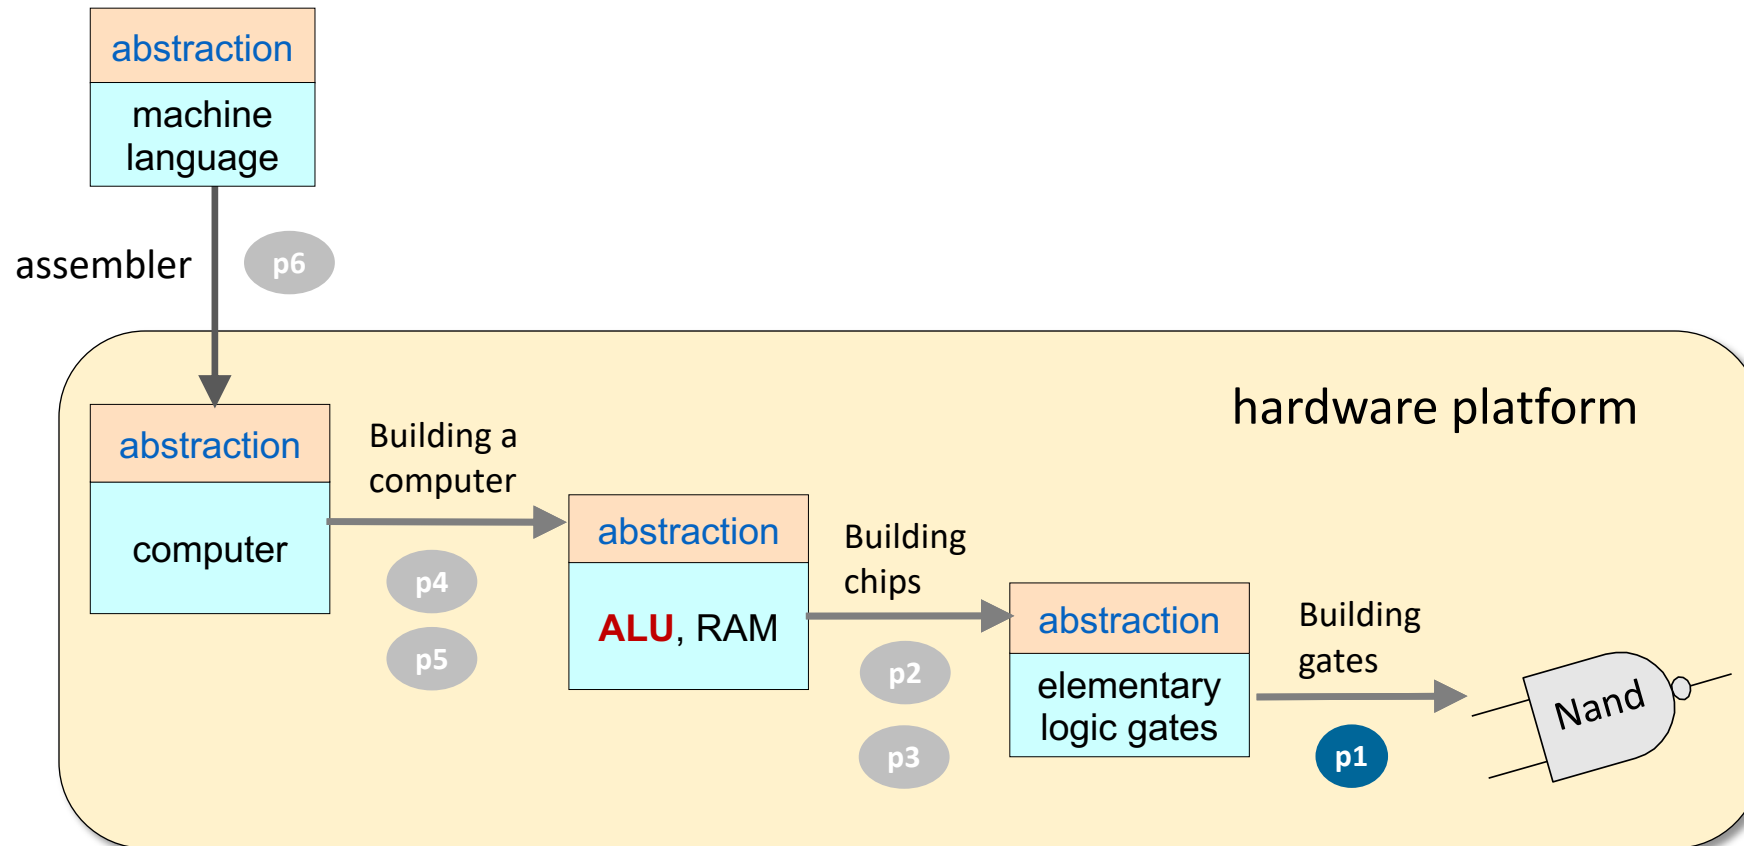 abstraction
machine
language
assembler
p6
hardware platform
abstraction
computer
Building a
computer
p4
p5
abstraction
ALU, RAM
Building
chips
p2
p3
abstraction
elementary
logic gates
Building
gates
p1
Nand